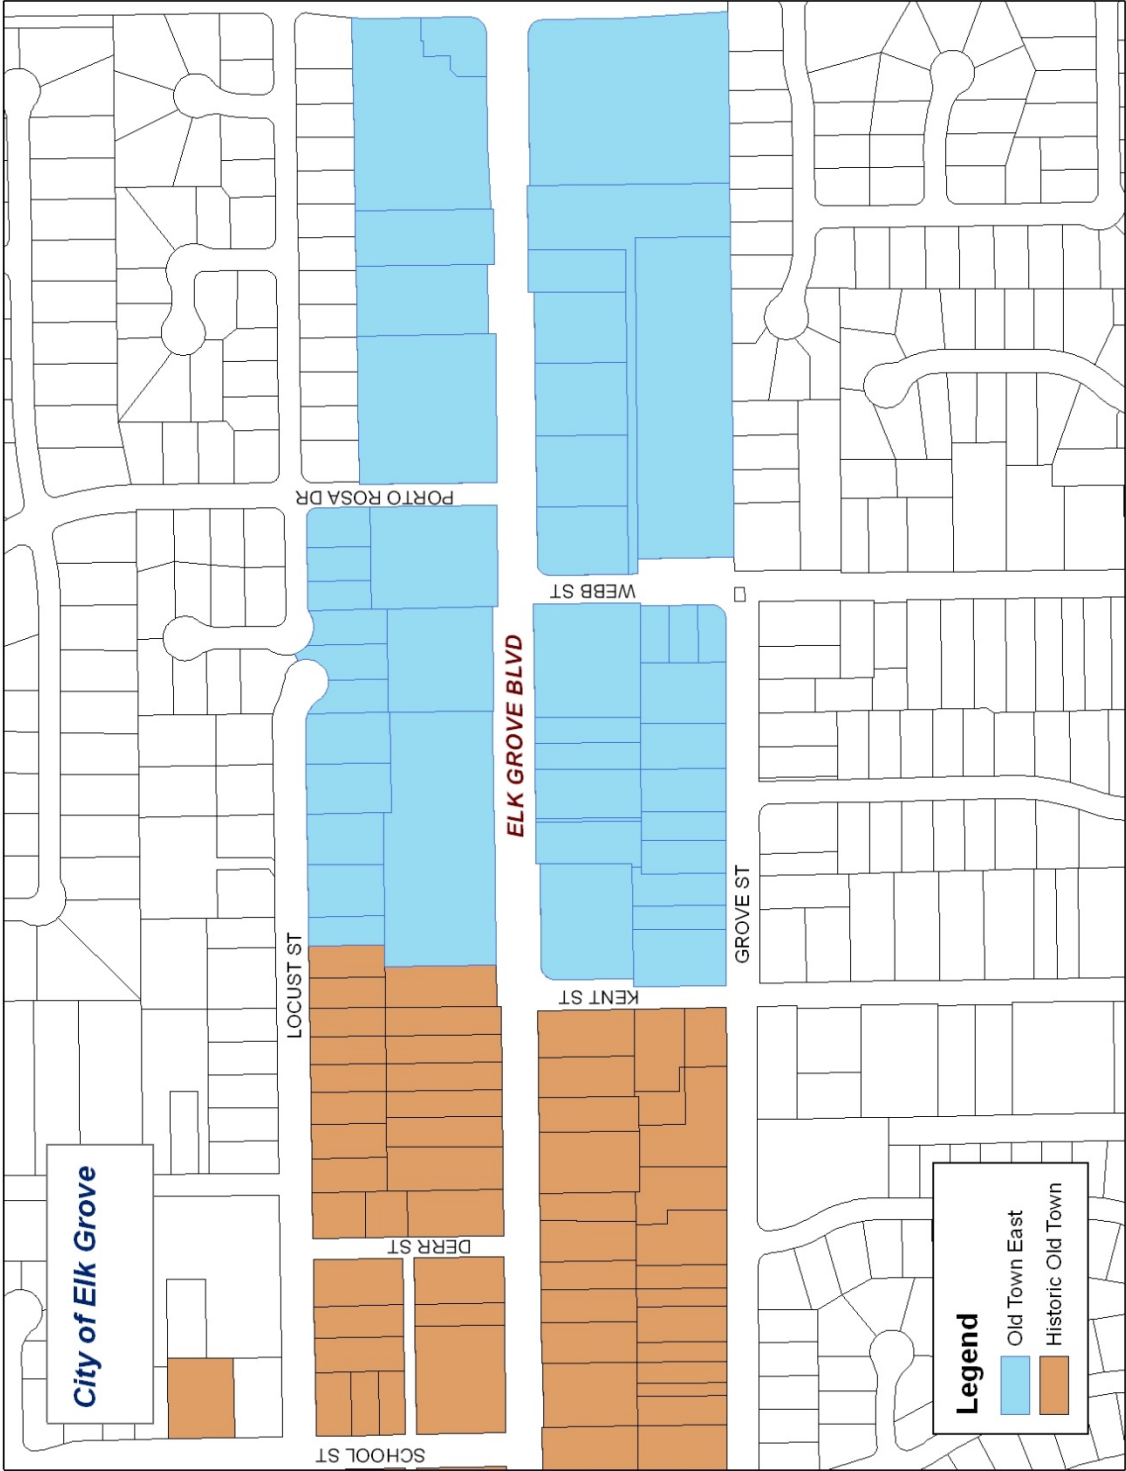 City of Elk Grove
LOCUST ST
ELK GROVE BLVD
GROVE ST
SCHOOL ST
DERR ST
KENT ST
WEBB ST
PORTO ROSA DR
Legend
Old Town East
Historic Old Town